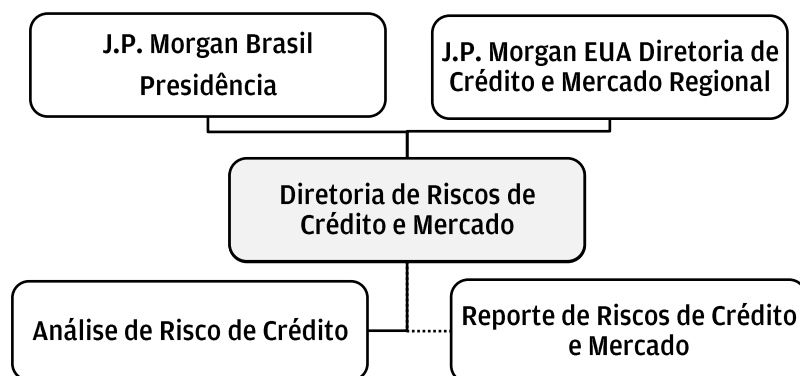 J.P. Morgan Brasil
Presidência
J.P. Morgan EUA Diretoria de
Crédito e Mercado Regional
Diretoria de Riscos de
Crédito e Mercado
Análise de Risco de Crédito
Reporte de Riscos de Crédito
e Mercado